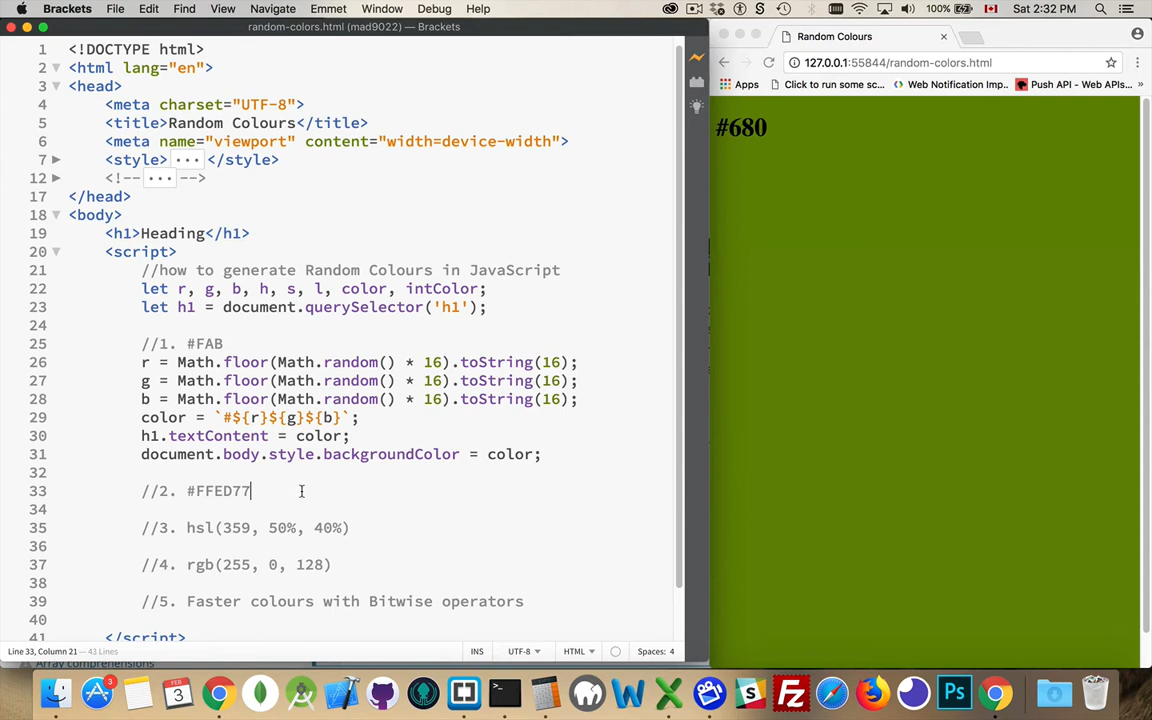 Brackets File Edit Find View Navigate Emmet Window Debug Help 100% Sat 2:32 PM
random-colors.html (mad9022) — Brackets
Random Colours
127.0.0.1:55844/random-colors.html
Apps Click to run some sc... Web Notification Imp.. Push API - Web APIs... »
#680
1 <!DOCTYPE html>
2 <html lang="en">
3 <head>
4 <meta charset="UTF-8">
5 <title>Random Colours</title>
6 <meta name="viewport" content="width=device-width">
7 <style>...</style>
12 <!--...-->
17 </head>
18 <body>
19 <h1>Heading</h1>
20 <script>
21 //how to generate Random Colours in JavaScript
22 let r, g, b, h, s, l, color, intColor;
23 let h1 = document.querySelector('h1');
24
25 //1. #FAB
26 r = Math.floor(Math.random() * 16).toString(16);
27 g = Math.floor(Math.random() * 16).toString(16);
28 b = Math.floor(Math.random() * 16).toString(16);
29 color = `#${r}${g}${b}`;
30 h1.textContent = color;
31 document.body.style.backgroundColor = color;
32
33 //2. #FFED77
34
35 //3. hsl(359, 50%, 40%)
36
37 //4. rgb(255, 0, 128)
38
39 //5. Faster colours with Bitwise operators
40
41 </script>
Line 33, Column 21 — 43 Lines INS UTF-8 HTML Spaces: 4
Array comprehensions
3
FEB
3